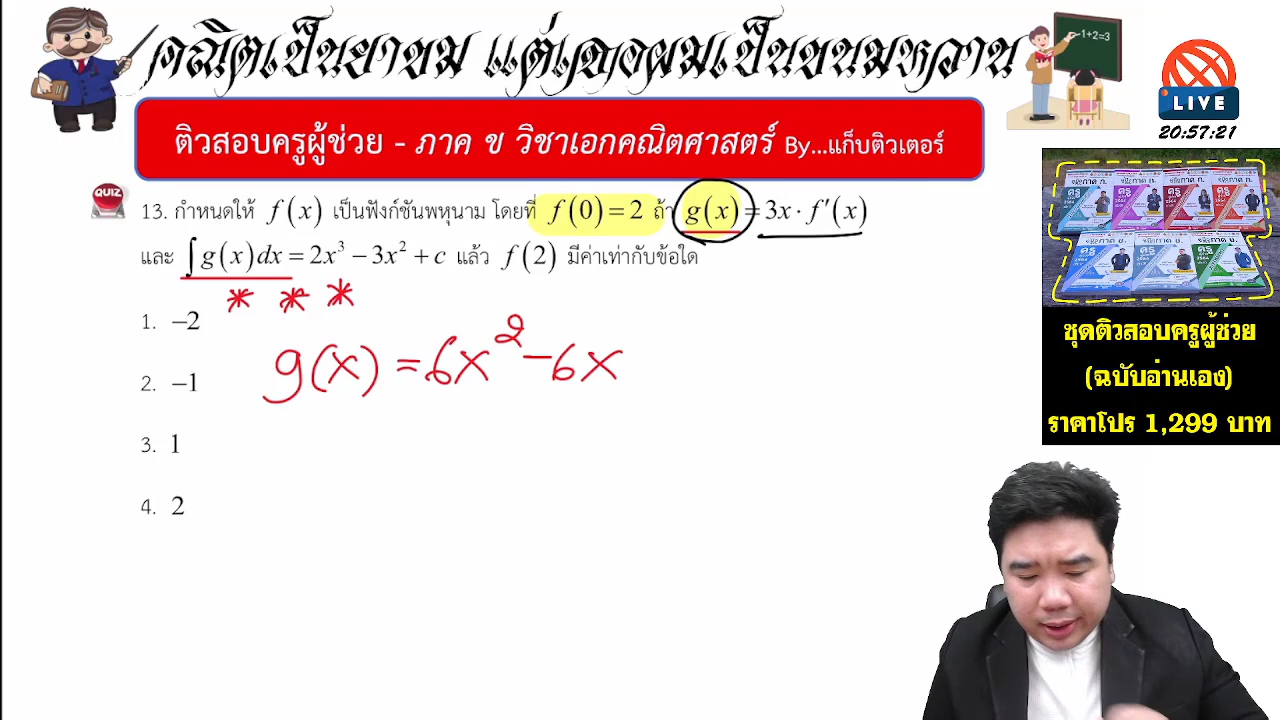 คณิตเป็นยาขม แต่เจอผมเป็นขนมหวาน
-1+2=3
LIVE
20:57:21
ติวสอบครูผู้ช่วย - ภาค ข วิชาเอกคณิตศาสตร์ By...แก็บติวเตอร์
QUIZ
13. กำหนดให้ f(x) เป็นฟังก์ชันพหุนาม โดยที่ f(0)=2 ถ้า g(x)=3x·f′(x)
และ ∫g(x)dx=2x³−3x²+c แล้ว f(2) มีค่าเท่ากับข้อใด
* * *
1. −2
g(x)=6x²−6x
2. −1
3. 1
4. 2
ชุดติวสอบครูผู้ช่วย
(ฉบับอ่านเอง)
ราคาโปร 1,299 บาท